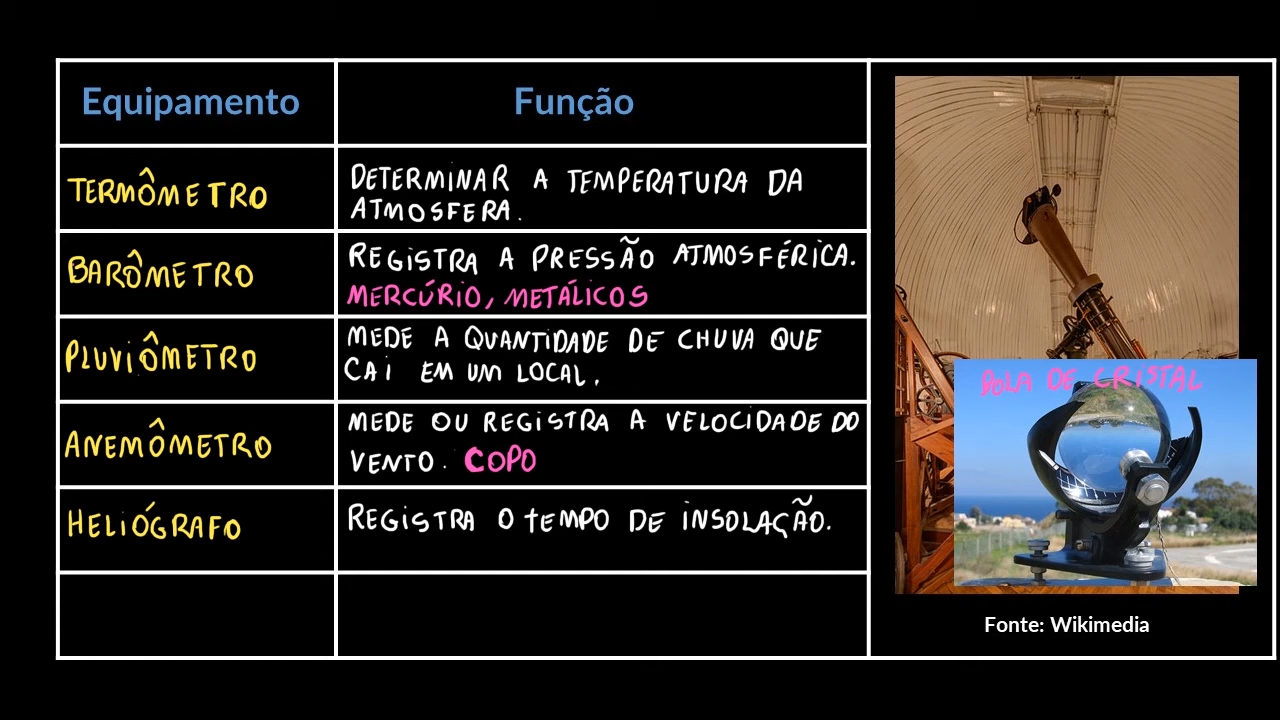 Equipamento
Função
TERMÔMETRO
DETERMINAR A TEMPERATURA DA
ATMOSFERA.
BARÔMETRO
REGISTRA A PRESSÃO ATMOSFÉRICA.
MERCÚRIO, METÁLICOS
PLUVIÔMETRO
MEDE A QUANTIDADE DE CHUVA QUE
CAI EM UM LOCAL.
ANEMÔMETRO
MEDE OU REGISTRA A VELOCIDADE DO
VENTO. COPO
HELIÓGRAFO
REGISTRA O TEMPO DE INSOLAÇÃO.
BOLA DE CRISTAL
Fonte: Wikimedia